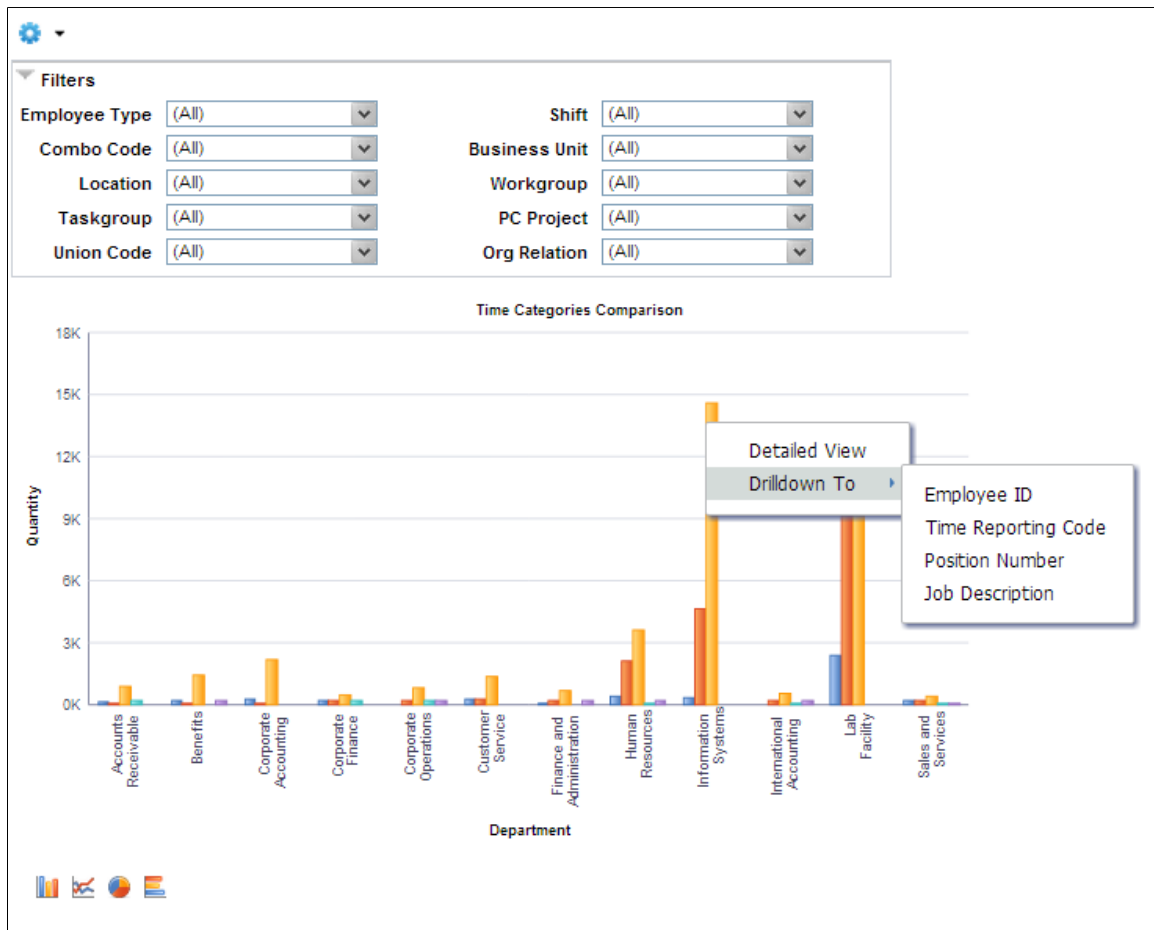 Filters
Employee Type (All) Shift (All)
Combo Code (All) Business Unit (All)
Location (All) Workgroup (All)
Taskgroup (All) PC Project (All)
Union Code (All) Org Relation (All)
Time Categories Comparison
18K
15K
12K
9K
6K
3K
0K
Quantity
Detailed View
Drilldown To
Employee ID
Time Reporting Code
Position Number
Job Description
Accounts
Receivable
Benefits
Corporate
Accounting
Corporate
Finance
Corporate
Operations
Customer
Service
Finance and
Administration
Human
Resources
Information
Systems
International
Accounting
Lab
Facility
Sales and
Services
Department